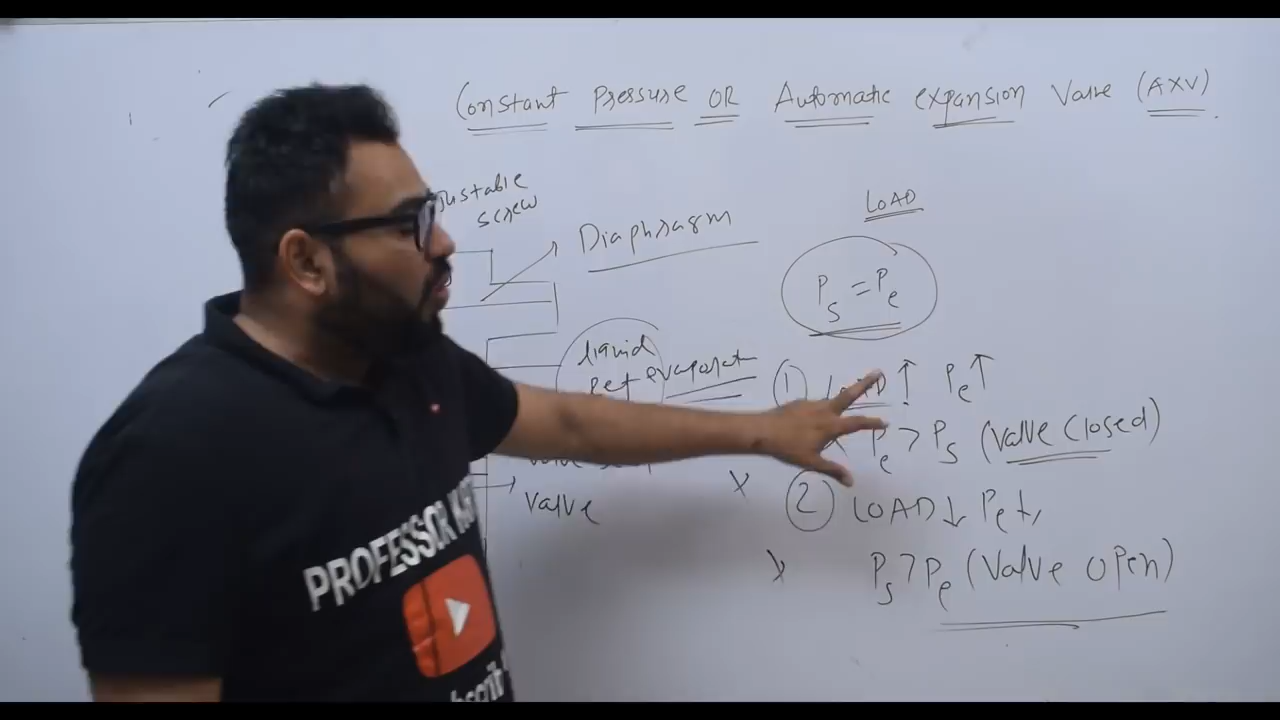 Constant Pressure OR Automatic expansion Valve (AXV)
screw
Diaphragm
LOAD
Ps = Pe
liquid
Ref evaporat
① LOAD ↑ Pe ↑
Pe > Ps (Valve Closed)
② LOAD ↓ Pe ↓
Ps > Pe (Valve open)
Valve
PROFESSOR